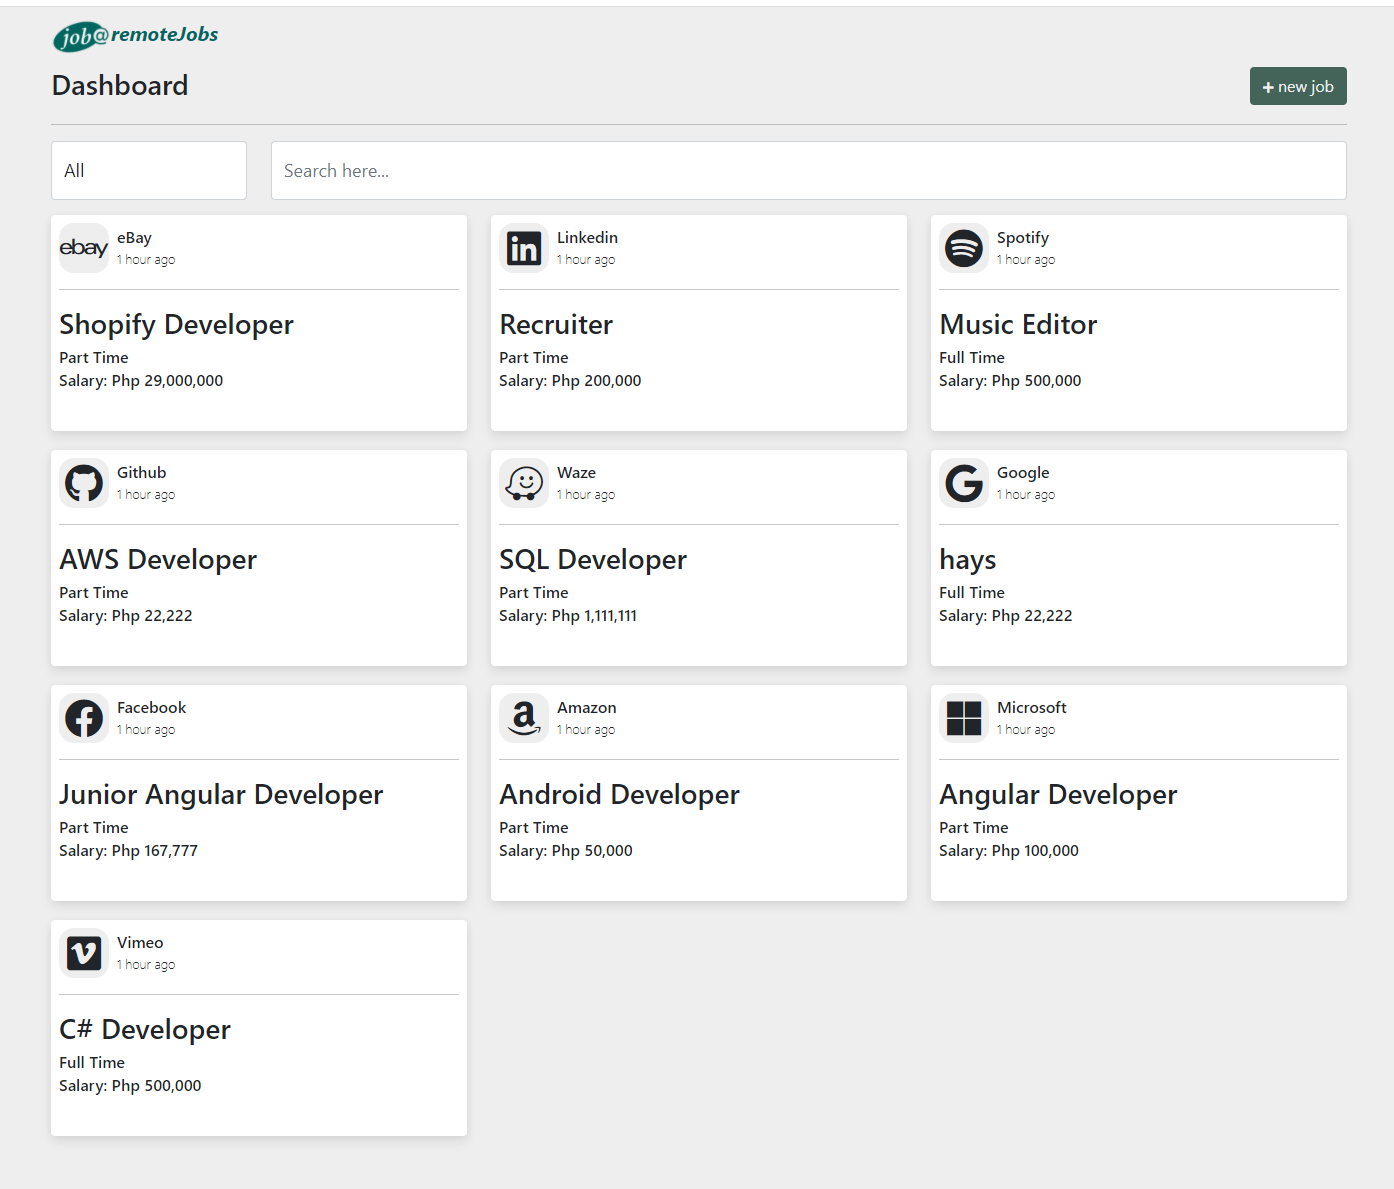 job@remoteJobs
Dashboard
+ new job
All
Search here...
ebay
eBay
1 hour ago
Shopify Developer
Part Time
Salary: Php 29,000,000
in
Linkedin
1 hour ago
Recruiter
Part Time
Salary: Php 200,000
Spotify
1 hour ago
Music Editor
Full Time
Salary: Php 500,000
Github
1 hour ago
AWS Developer
Part Time
Salary: Php 22,222
Waze
1 hour ago
SQL Developer
Part Time
Salary: Php 1,111,111
G
Google
1 hour ago
hays
Full Time
Salary: Php 22,222
f
Facebook
1 hour ago
Junior Angular Developer
Part Time
Salary: Php 167,777
a
Amazon
1 hour ago
Android Developer
Part Time
Salary: Php 50,000
Microsoft
1 hour ago
Angular Developer
Part Time
Salary: Php 100,000
V
Vimeo
1 hour ago
C# Developer
Full Time
Salary: Php 500,000